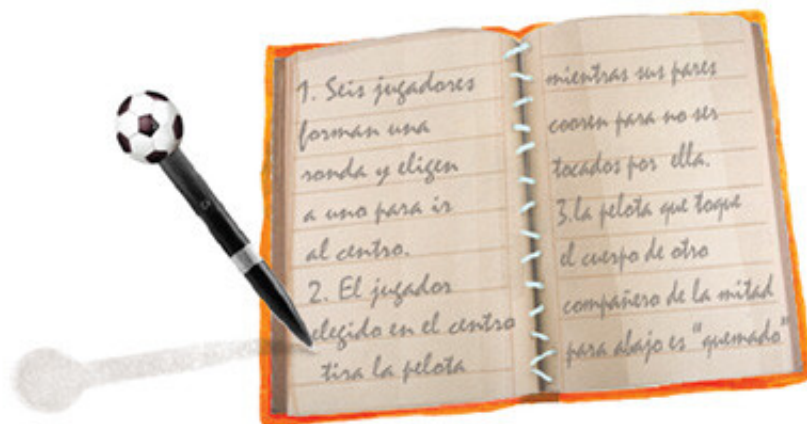 1. Seis jugadores
forman una
ronda y eligen
a uno para ir
al centro.
2. El jugador
elegido en el centro
tira la pelota
mientras sus pares
cooren para no ser
tocados por ella.
3.la pelota que toque
el cuerpo de otro
compañero de la mitad
para abajo es "quemado"